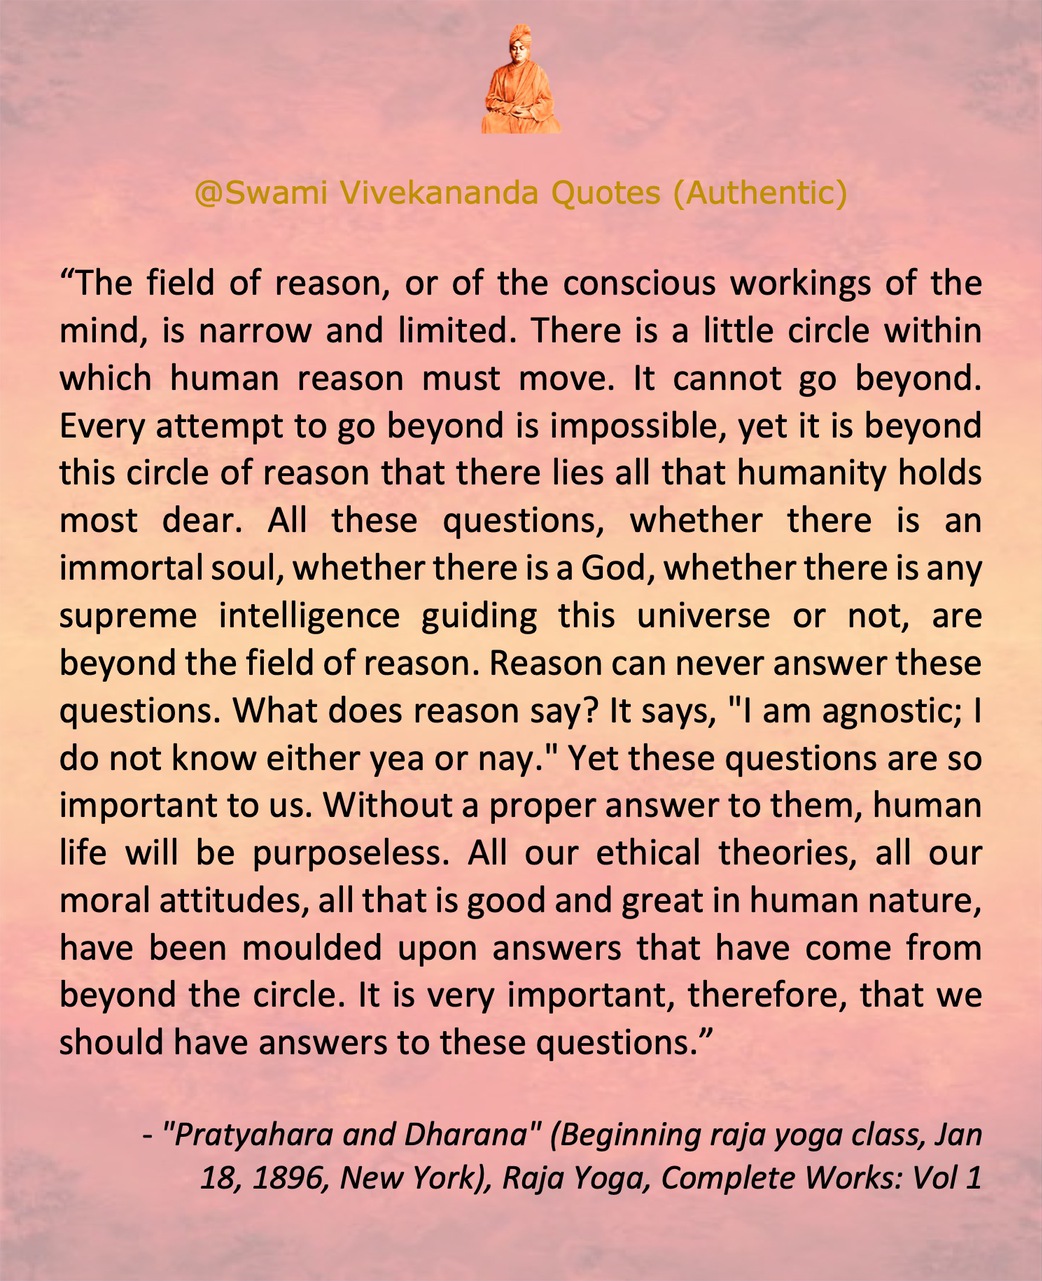 @Swami Vivekananda Quotes (Authentic)
“The field of reason, or of the conscious workings of the
mind, is narrow and limited. There is a little circle within
which human reason must move. It cannot go beyond.
Every attempt to go beyond is impossible, yet it is beyond
this circle of reason that there lies all that humanity holds
most dear. All these questions, whether there is an
immortal soul, whether there is a God, whether there is any
supreme intelligence guiding this universe or not, are
beyond the field of reason. Reason can never answer these
questions. What does reason say? It says, "I am agnostic; I
do not know either yea or nay." Yet these questions are so
important to us. Without a proper answer to them, human
life will be purposeless. All our ethical theories, all our
moral attitudes, all that is good and great in human nature,
have been moulded upon answers that have come from
beyond the circle. It is very important, therefore, that we
should have answers to these questions.”
- "Pratyahara and Dharana" (Beginning raja yoga class, Jan
18, 1896, New York), Raja Yoga, Complete Works: Vol 1